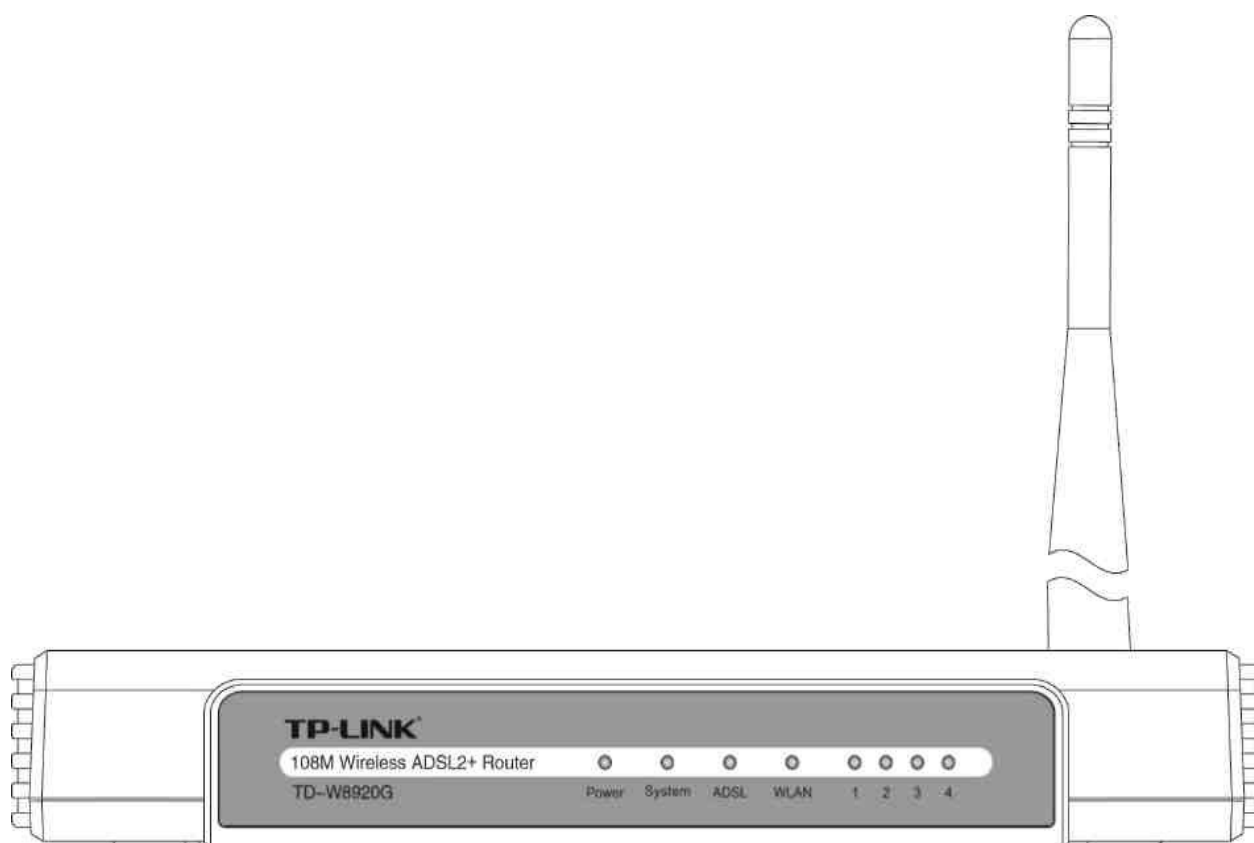 TP-LINK®
108M Wireless ADSL2+ Router
TD-W8920G
Power System ADSL WLAN 1 2 3 4